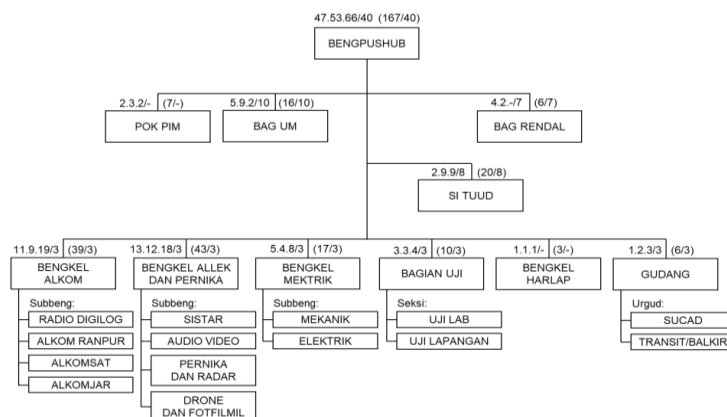 47.53.66/40 (167/40)
BENGPUSHUB
2.3.2/- (7/-)
POK PIM
5.9.2/10 (16/10)
BAG UM
4.2.-/7 (6/7)
BAG RENDAL
2.9.9/8 (20/8)
SI TUUD
11.9.19/3 (39/3)
BENGKEL
ALKOM
Subbeng:
RADIO DIGILOG
ALKOM RANPUR
ALKOMSAT
ALKOMJAR
13.12.18/3 (43/3)
BENGKEL ALLEK
DAN PERNIKA
Subbeng:
SISTAR
AUDIO VIDEO
PERNIKA
DAN RADAR
DRONE
DAN FOTFILMIL
5.4.8/3 (17/3)
BENGKEL
MEKTRIK
Subbeng:
MEKANIK
ELEKTRIK
3.3.4/3 (10/3)
BAGIAN UJI
Seksi:
UJI LAB
UJI LAPANGAN
1.1.1/- (3/-)
BENGKEL
HARLAP
1.2.3/3 (6/3)
GUDANG
Urgud:
SUCAD
TRANSIT/BALKIR